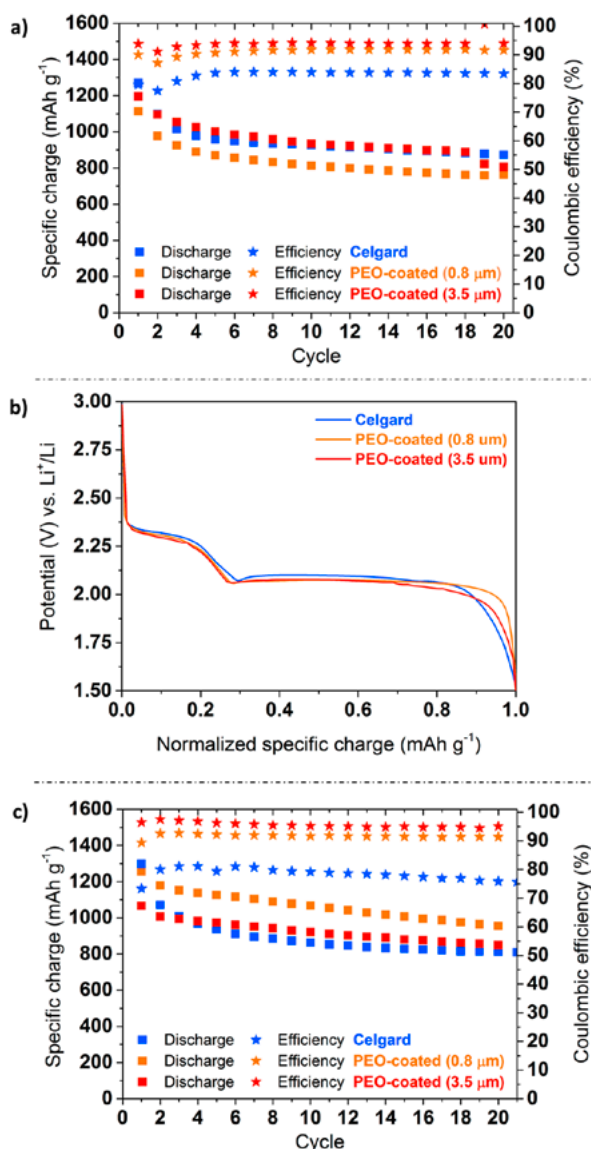 a)
1600
1400
1200
1000
800
600
400
200
0
Specific charge (mAh g⁻¹)
100
90
80
70
60
50
40
30
20
10
0
Coulombic efficiency (%)
Discharge Efficiency Celgard
Discharge Efficiency PEO-coated (0.8 μm)
Discharge Efficiency PEO-coated (3.5 μm)
0 2 4 6 8 10 12 14 16 18 20
Cycle
b)
3.00
2.75
2.50
2.25
2.00
1.75
1.50
Potential (V) vs. Li⁺/Li
Celgard
PEO-coated (0.8 um)
PEO-coated (3.5 um)
0.0 0.2 0.4 0.6 0.8 1.0
Normalized specific charge (mAh g⁻¹)
c)
1600
1400
1200
1000
800
600
400
200
0
Specific charge (mAh g⁻¹)
100
90
80
70
60
50
40
30
20
10
0
Coulombic efficiency (%)
Discharge Efficiency Celgard
Discharge Efficiency PEO-coated (0.8 μm)
Discharge Efficiency PEO-coated (3.5 μm)
0 2 4 6 8 10 12 14 16 18 20
Cycle